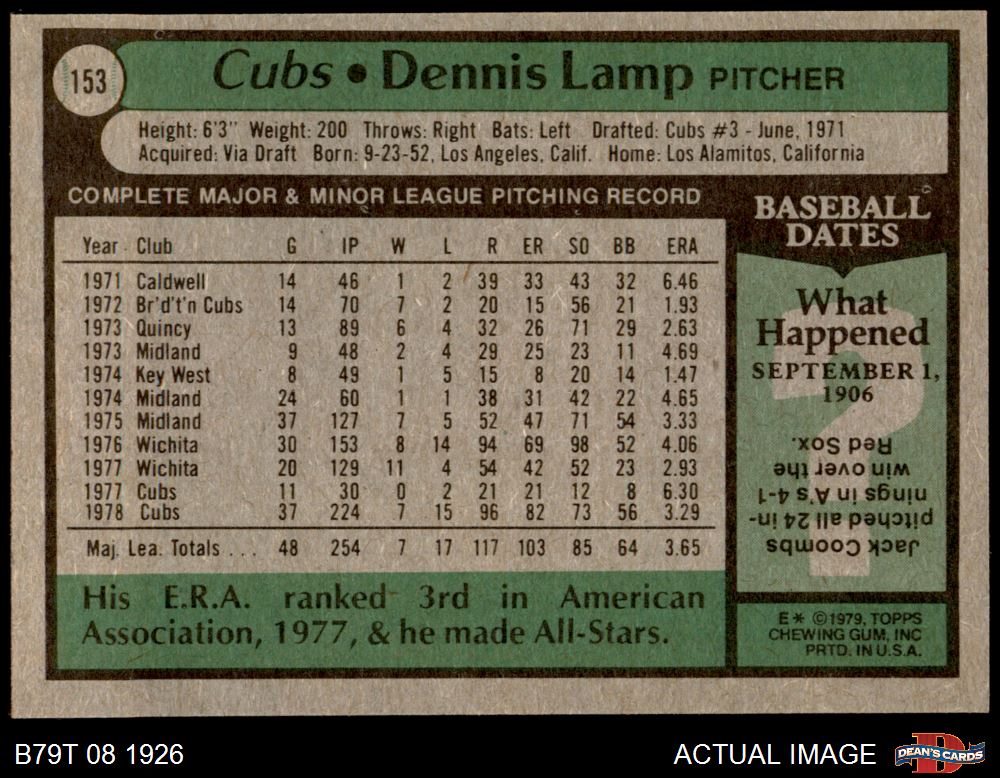 153
Cubs • Dennis Lamp PITCHER
Height: 6'3" Weight: 200 Throws: Right Bats: Left Drafted: Cubs #3 - June, 1971
Acquired: Via Draft Born: 9-23-52, Los Angeles, Calif. Home: Los Alamitos, California
COMPLETE MAJOR & MINOR LEAGUE PITCHING RECORD
Year Club G IP W L R ER SO BB ERA
1971 Caldwell 14 46 1 2 39 33 43 32 6.46
1972 Br'd't'n Cubs 14 70 7 2 20 15 56 21 1.93
1973 Quincy 13 89 6 4 32 26 71 29 2.63
1973 Midland 9 48 2 4 29 25 23 11 4.69
1974 Key West 8 49 1 5 15 8 20 14 1.47
1974 Midland 24 60 1 1 38 31 42 22 4.65
1975 Midland 37 127 7 5 52 47 71 54 3.33
1976 Wichita 30 153 8 14 94 69 98 52 4.06
1977 Wichita 20 129 11 4 54 42 52 23 2.93
1977 Cubs 11 30 0 2 21 21 12 8 6.30
1978 Cubs 37 224 7 15 96 82 73 56 3.29
Maj. Lea. Totals ... 48 254 7 17 117 103 85 64 3.65
His E.R.A. ranked 3rd in American
Association, 1977, & he made All-Stars.
BASEBALL
DATES
?
What
Happened
SEPTEMBER 1,
1906
Jack Coombs
pitched all 24 in-
nings in A's 4-1
win over the
Red Sox.
E* ©1979, TOPPS
CHEWING GUM, INC
PRTD. IN U.S.A.
B79T 08 1926
ACTUAL IMAGE
D
DEAN'S CARDS